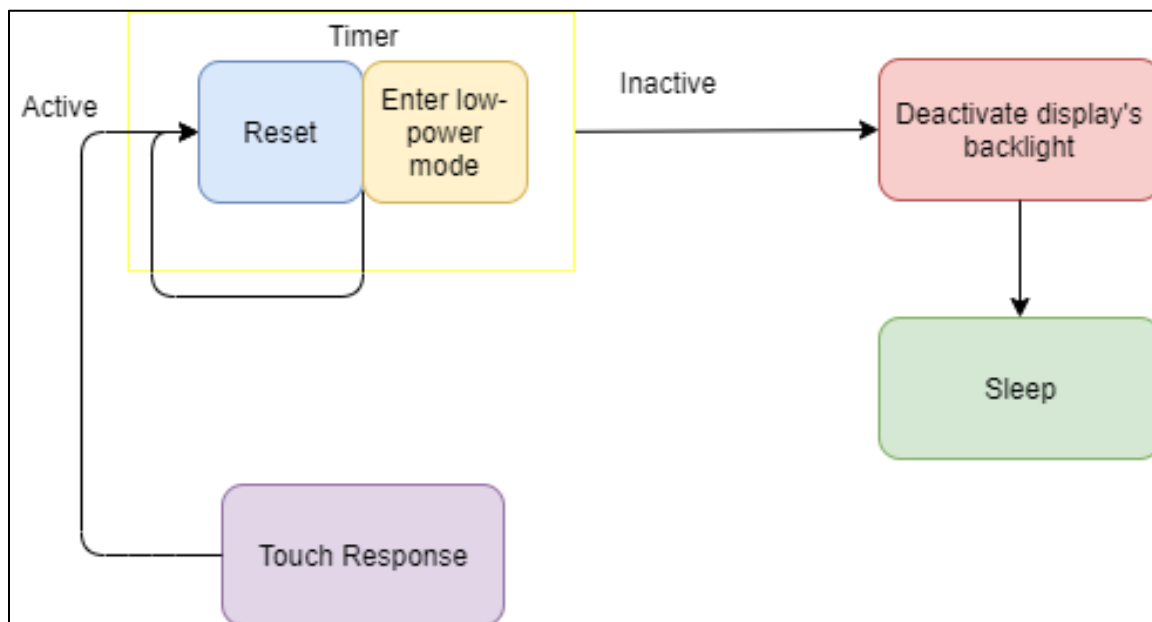 Timer
Active
Reset
Enter low-
power
mode
Inactive
Deactivate display's
backlight
Sleep
Touch Response